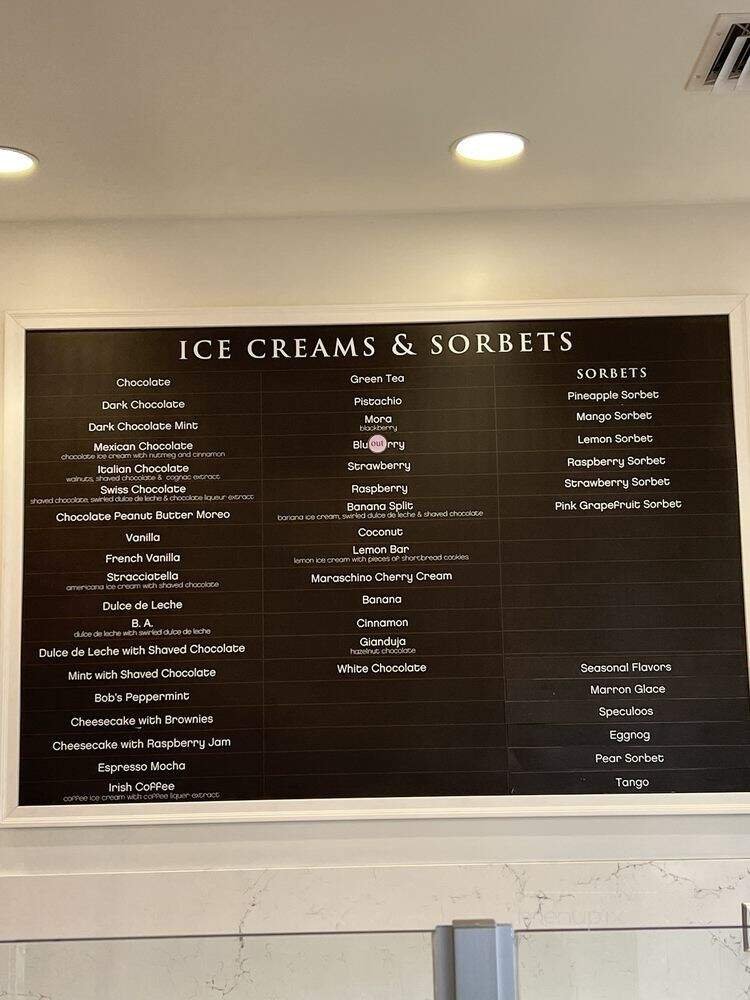 ICE CREAMS & SORBETS
Chocolate
Dark Chocolate
Dark Chocolate Mint
Mexican Chocolate
chocolate ice cream with nutmeg and cinnamon
Italian Chocolate
walnuts, shaved chocolate & cognac extract
Swiss Chocolate
shaved chocolate, swirled dulce de leche & chocolate liqueur extract
Chocolate Peanut Butter Moreo
Vanilla
French Vanilla
Stracciatella
americana ice cream with shaved chocolate
Dulce de Leche
B. A.
dulce de leche with swirled dulce de leche
Dulce de Leche with Shaved Chocolate
Mint with Shaved Chocolate
Bob's Peppermint
Cheesecake with Brownies
Cheesecake with Raspberry Jam
Espresso Mocha
Irish Coffee
coffee ice cream with coffee liquer extract
Green Tea
Pistachio
Mora
blackberry
Blu out rry
Strawberry
Raspberry
Banana Split
banana ice cream, swirled dulce de leche & shaved chocolate
Coconut
Lemon Bar
lemon ice cream with pieces of shortbread cookies
Maraschino Cherry Cream
Banana
Cinnamon
Gianduja
hazelnut chocolate
White Chocolate
SORBETS
Pineapple Sorbet
Mango Sorbet
Lemon Sorbet
Raspberry Sorbet
Strawberry Sorbet
Pink Grapefruit Sorbet
Seasonal Flavors
Marron Glace
Speculoos
Eggnog
Pear Sorbet
Tango